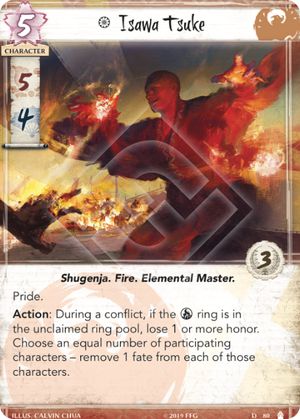 5
Isawa Tsuke
CHARACTER
5
4
Shugenja. Fire. Elemental Master.
3
Pride.
Action: During a conflict, if the ring is
in the unclaimed ring pool, lose 1 or more honor.
Choose an equal number of participating
characters – remove 1 fate from each of those
characters.
ILLUS. CALVIN CHUA
©2019 FFG
D 80